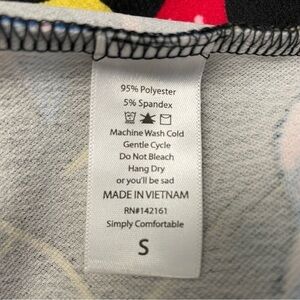 95% Polyester
5% Spandex
Machine Wash Cold
Gentle Cycle
Do Not Bleach
Hang Dry
or you'll be sad
MADE IN VIETNAM
RN#142161
Simply Comfortable
S